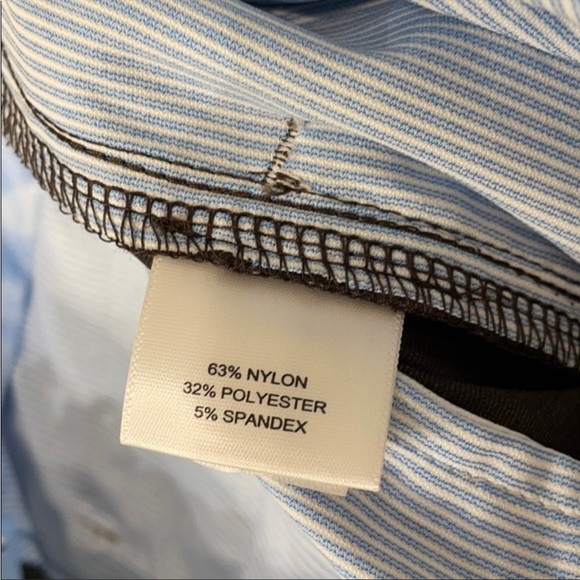 63% NYLON
32% POLYESTER
5% SPANDEX